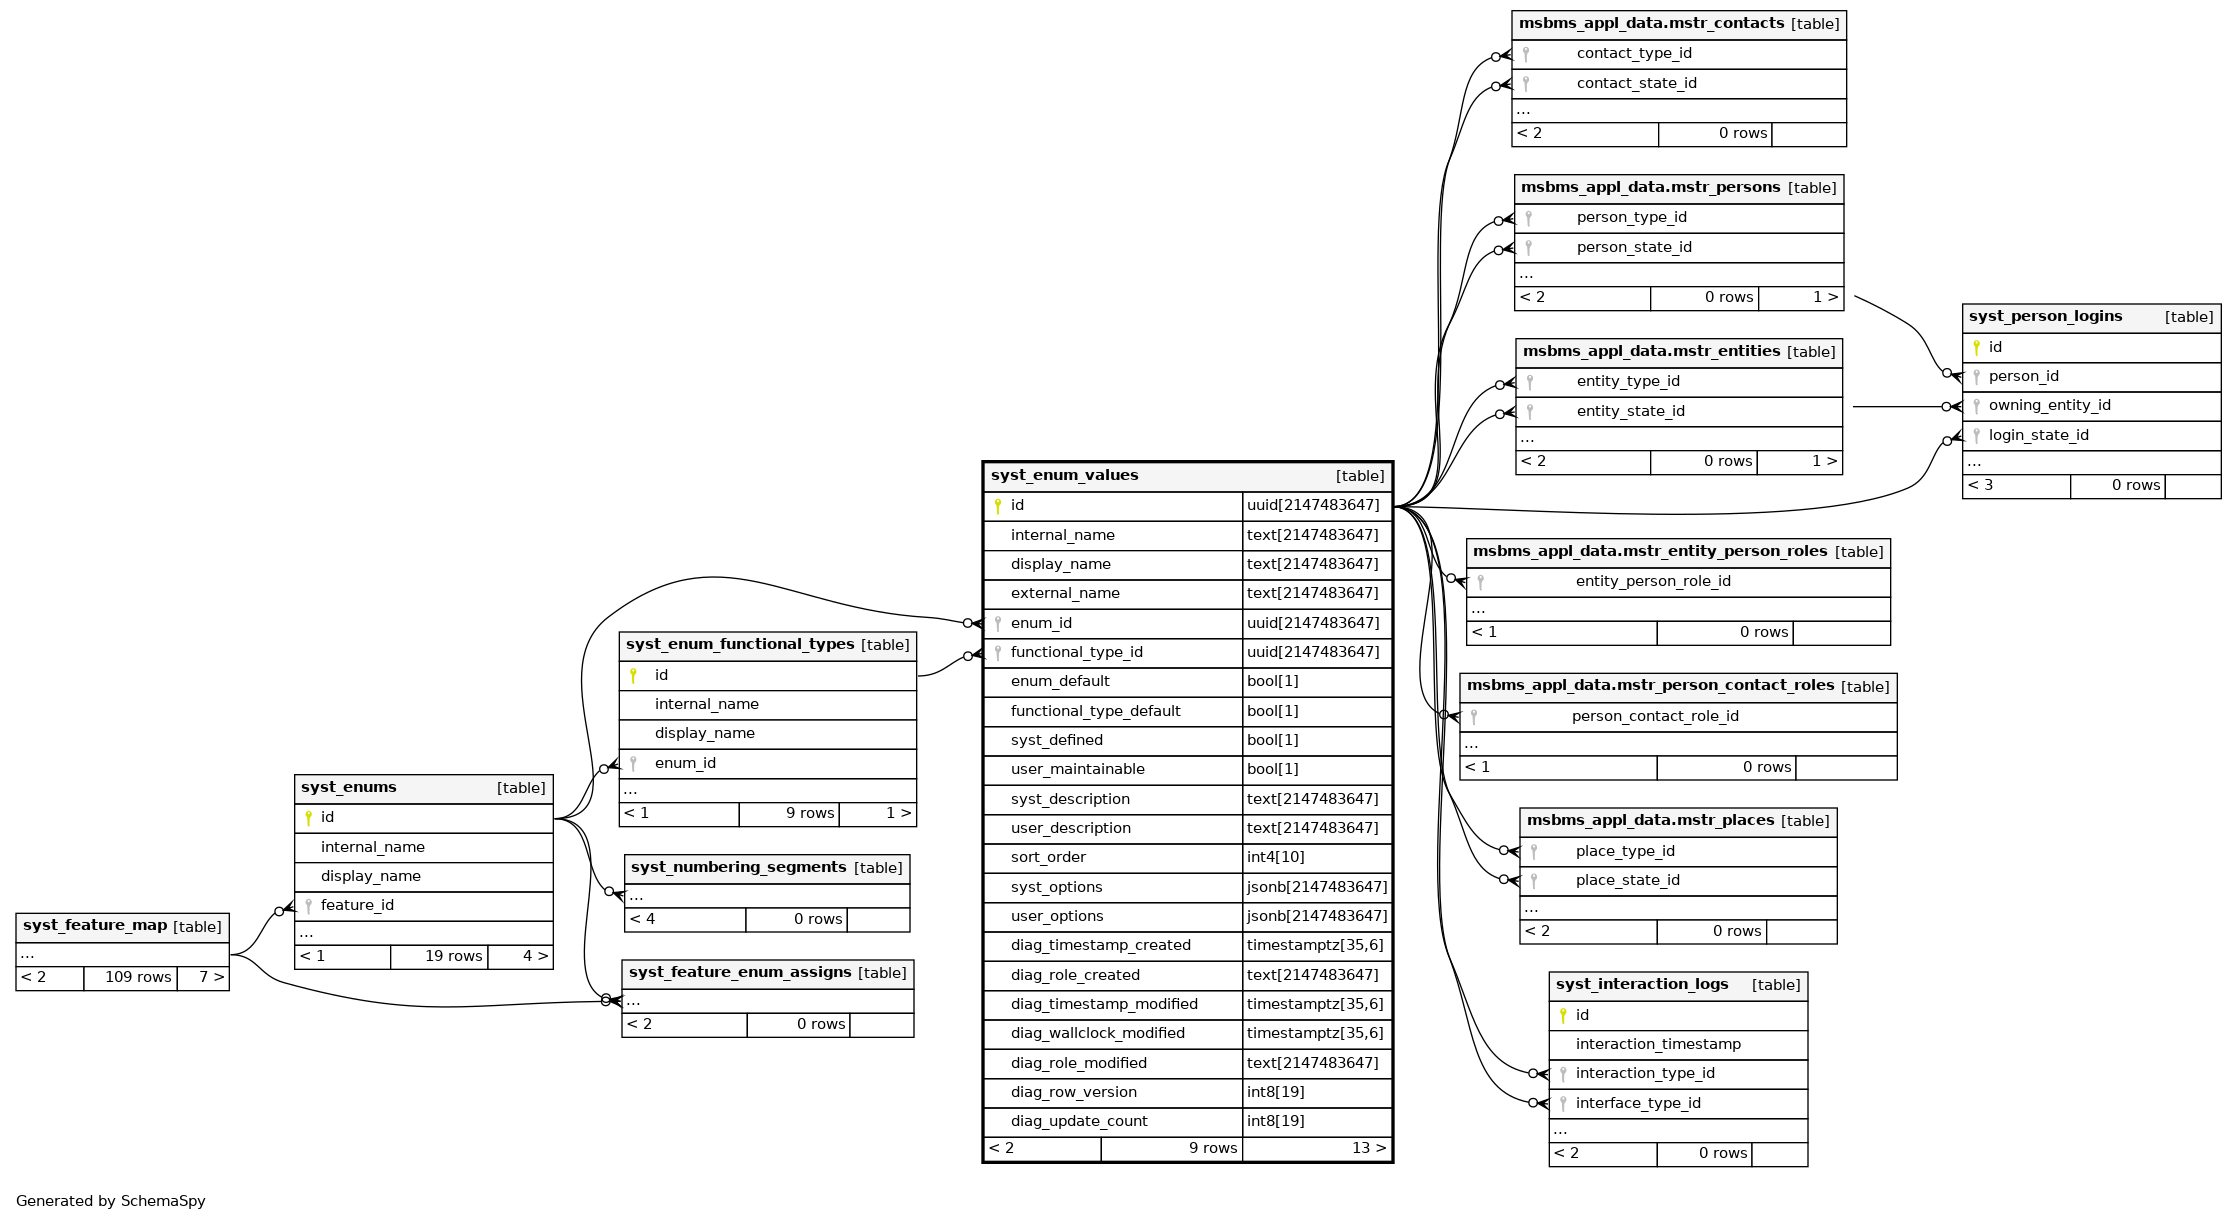 msbms_appl_data.mstr_contacts [table]
contact_type_id
contact_state_id
...
< 2 0 rows
msbms_appl_data.mstr_persons [table]
person_type_id
person_state_id
...
< 2 0 rows 1 >
msbms_appl_data.mstr_entities [table]
entity_type_id
entity_state_id
...
< 2 0 rows 1 >
syst_person_logins [table]
id
person_id
owning_entity_id
login_state_id
...
< 3 0 rows
syst_enum_values [table]
id uuid[2147483647]
internal_name text[2147483647]
display_name text[2147483647]
external_name text[2147483647]
enum_id uuid[2147483647]
functional_type_id uuid[2147483647]
enum_default bool[1]
functional_type_default bool[1]
syst_defined bool[1]
user_maintainable bool[1]
syst_description text[2147483647]
user_description text[2147483647]
sort_order int4[10]
syst_options jsonb[2147483647]
user_options jsonb[2147483647]
diag_timestamp_created timestamptz[35,6]
diag_role_created text[2147483647]
diag_timestamp_modified timestamptz[35,6]
diag_wallclock_modified timestamptz[35,6]
diag_role_modified text[2147483647]
diag_row_version int8[19]
diag_update_count int8[19]
< 2 9 rows 13 >
msbms_appl_data.mstr_entity_person_roles [table]
entity_person_role_id
...
< 1 0 rows
msbms_appl_data.mstr_person_contact_roles [table]
person_contact_role_id
...
< 1 0 rows
msbms_appl_data.mstr_places [table]
place_type_id
place_state_id
...
< 2 0 rows
syst_interaction_logs [table]
id
interaction_timestamp
interaction_type_id
interface_type_id
...
< 2 0 rows
syst_enum_functional_types [table]
id
internal_name
display_name
enum_id
...
< 1 9 rows 1 >
syst_enums [table]
id
internal_name
display_name
feature_id
...
< 1 19 rows 4 >
syst_numbering_segments [table]
...
< 4 0 rows
syst_feature_map [table]
...
< 2 109 rows 7 >
syst_feature_enum_assigns [table]
...
< 2 0 rows
Generated by SchemaSpy